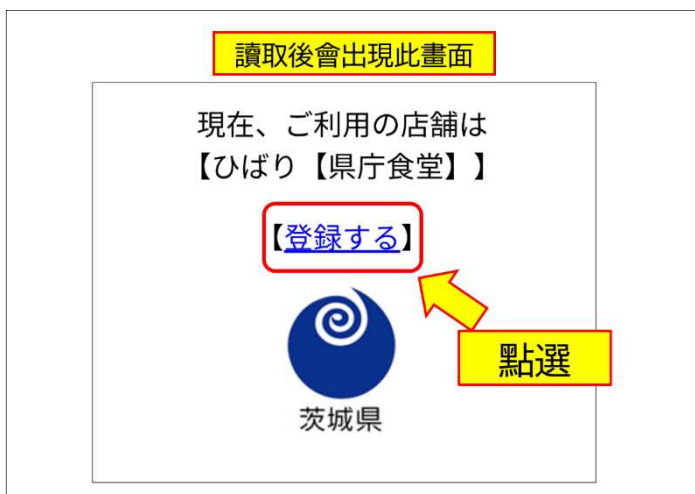 讀取後會出現此畫面
現在、ご利用の店舗は
【ひばり【県庁食堂】】
【登録する】
點選
茨城県